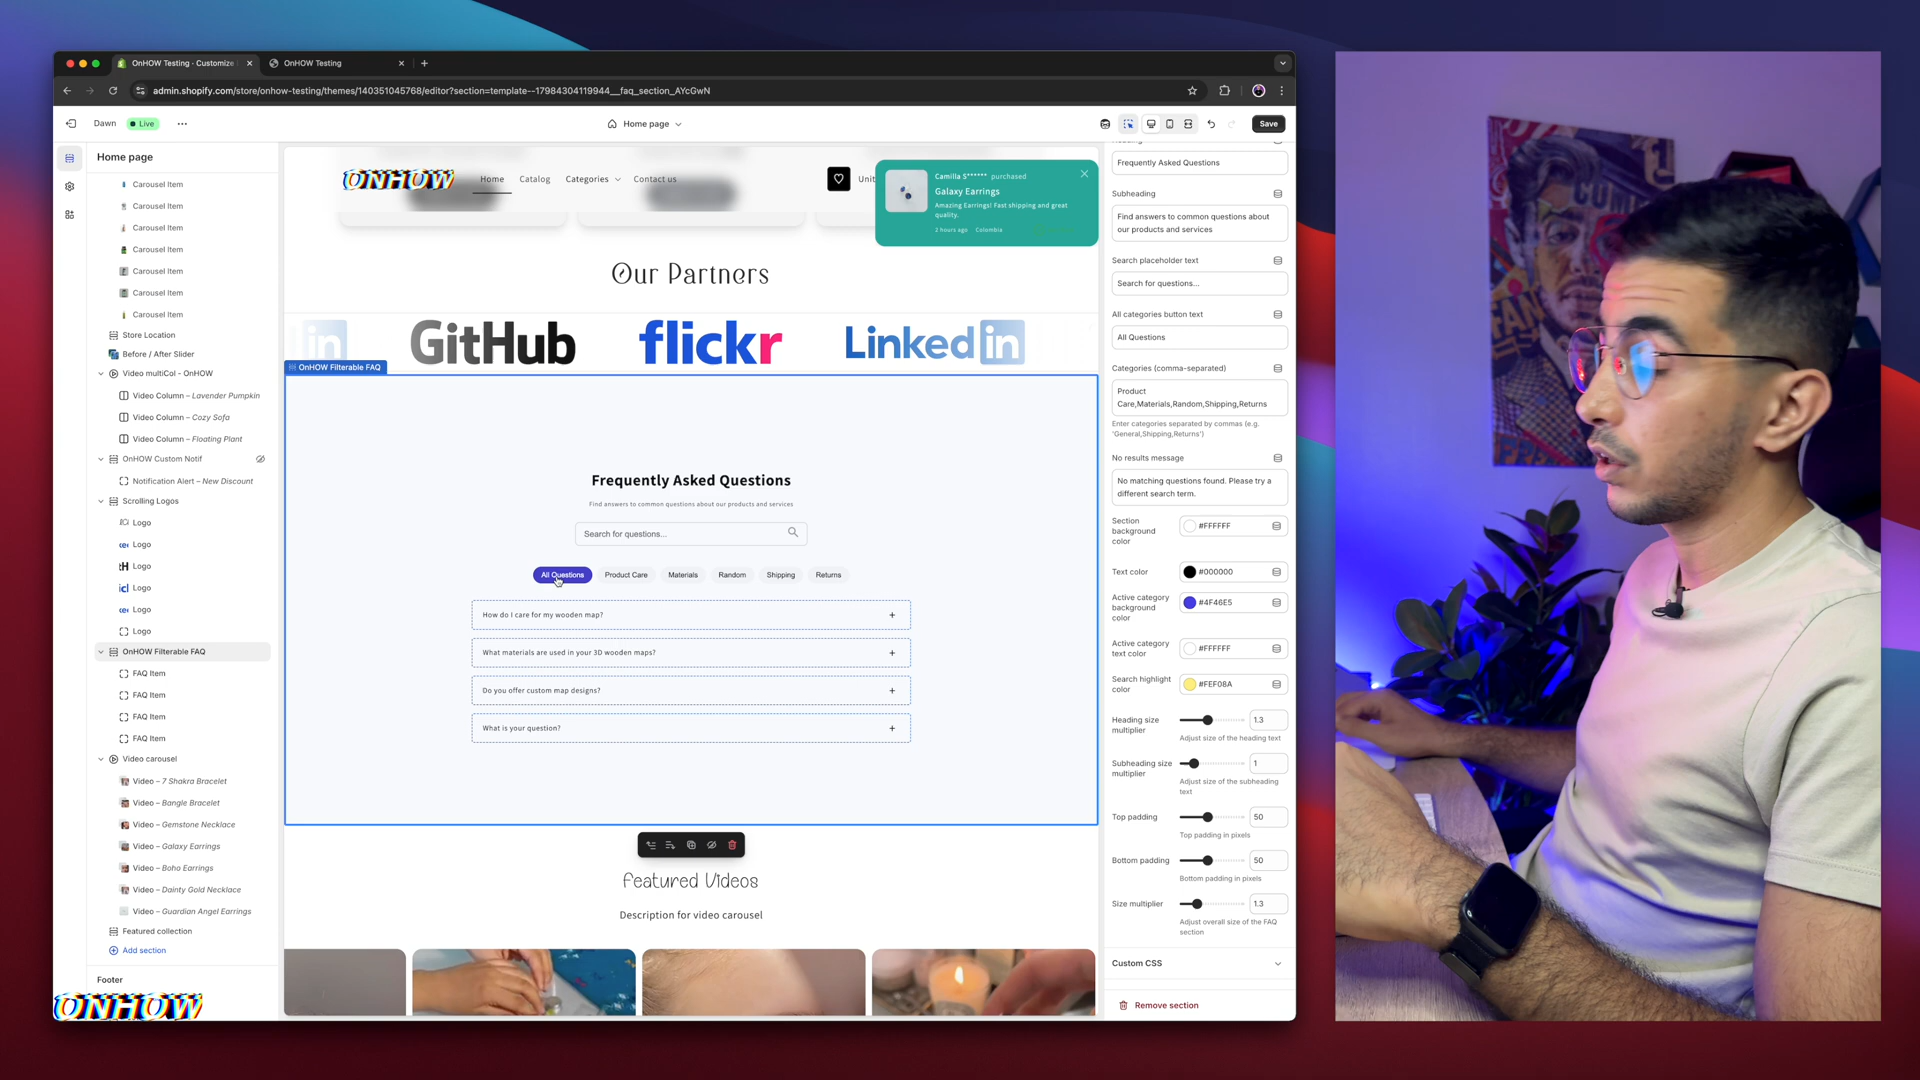 OnHOW Testing · Customize
OnHOW Testing
admin.shopify.com/store/onhow-testing/themes/140351045768/editor?section=template--17984304119944__faq_section_AYcGwN
Dawn
Live
Home page
Save
Home page
Carousel Item
Carousel Item
Carousel Item
Carousel Item
Carousel Item
Carousel Item
Carousel Item
Store Location
Before / After Slider
Video multiCol - OnHOW
Video Column – Lavender Pumpkin
Video Column – Cozy Sofa
Video Column – Floating Plant
OnHOW Custom Notif
Notification Alert – New Discount
Scrolling Logos
Logo
Logo
Logo
Logo
Logo
Logo
OnHOW Filterable FAQ
FAQ Item
FAQ Item
FAQ Item
FAQ Item
Video carousel
Video – 7 Shakra Bracelet
Video – Bangle Bracelet
Video – Gemstone Necklace
Video – Galaxy Earrings
Video – Boho Earrings
Video – Dainty Gold Necklace
Video – Guardian Angel Earrings
Featured collection
Add section
Footer
ONHOW
ONHOW
Home
Catalog
Categories
Contact us
Unit
Camilla S****** purchased
Galaxy Earrings
Amazing Earrings! Fast shipping and great
quality.
2 hours ago
Colombia
Our Partners
in
GitHub
flickr
Linked in
OnHOW Filterable FAQ
Frequently Asked Questions
Find answers to common questions about our products and services
Search for questions...
All Questions
Product Care
Materials
Random
Shipping
Returns
How do I care for my wooden map?
What materials are used in your 3D wooden maps?
Do you offer custom map designs?
What is your question?
Featured Videos
Description for video carousel
Frequently Asked Questions
Subheading
Find answers to common questions about
our products and services
Search placeholder text
Search for questions...
All categories button text
All Questions
Categories (comma-separated)
Product
Care,Materials,Random,Shipping,Returns
Enter categories separated by commas (e.g.
'General,Shipping,Returns')
No results message
No matching questions found. Please try a
different search term.
Section
background
color
#FFFFFF
Text color
#000000
Active category
background
color
#4F46E5
Active category
text color
#FFFFFF
Search highlight
color
#FEF08A
Heading size
multiplier
1.3
Adjust size of the heading text
Subheading size
multiplier
1
Adjust size of the subheading
text
Top padding
50
Top padding in pixels
Bottom padding
50
Bottom padding in pixels
Size multiplier
1.3
Adjust overall size of the FAQ
section
Custom CSS
Remove section